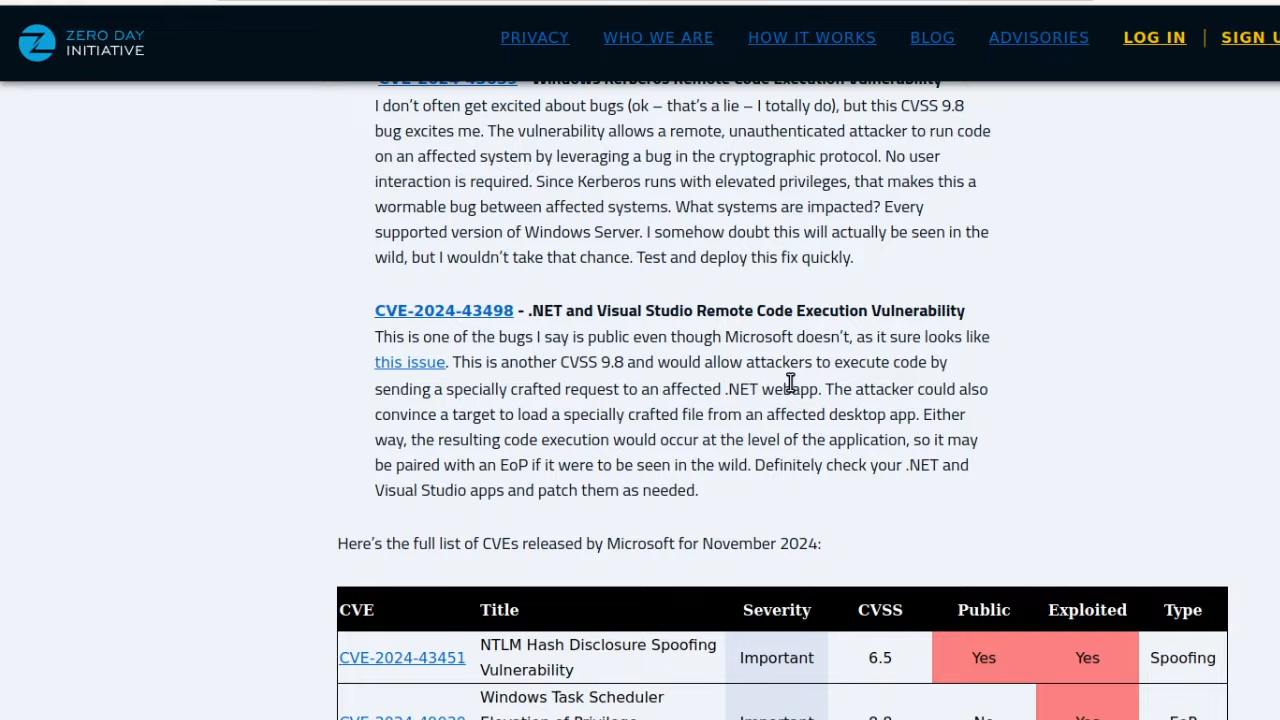 ZERO DAY
INITIATIVE
PRIVACY WHO WE ARE HOW IT WORKS BLOG ADVISORIES LOG IN | SIGN U
Windows Kerberos Remote Code Execution Vulnerability
I don’t often get excited about bugs (ok – that’s a lie – I totally do), but this CVSS 9.8
bug excites me. The vulnerability allows a remote, unauthenticated attacker to run code
on an affected system by leveraging a bug in the cryptographic protocol. No user
interaction is required. Since Kerberos runs with elevated privileges, that makes this a
wormable bug between affected systems. What systems are impacted? Every
supported version of Windows Server. I somehow doubt this will actually be seen in the
wild, but I wouldn’t take that chance. Test and deploy this fix quickly.
CVE-2024-43498 - .NET and Visual Studio Remote Code Execution Vulnerability
This is one of the bugs I say is public even though Microsoft doesn’t, as it sure looks like
this issue. This is another CVSS 9.8 and would allow attackers to execute code by
sending a specially crafted request to an affected .NET webapp. The attacker could also
convince a target to load a specially crafted file from an affected desktop app. Either
way, the resulting code execution would occur at the level of the application, so it may
be paired with an EoP if it were to be seen in the wild. Definitely check your .NET and
Visual Studio apps and patch them as needed.
Here’s the full list of CVEs released by Microsoft for November 2024:
CVE Title Severity CVSS Public Exploited Type
NTLM Hash Disclosure Spoofing
CVE-2024-43451 Important 6.5 Yes Yes Spoofing
Vulnerability
Windows Task Scheduler